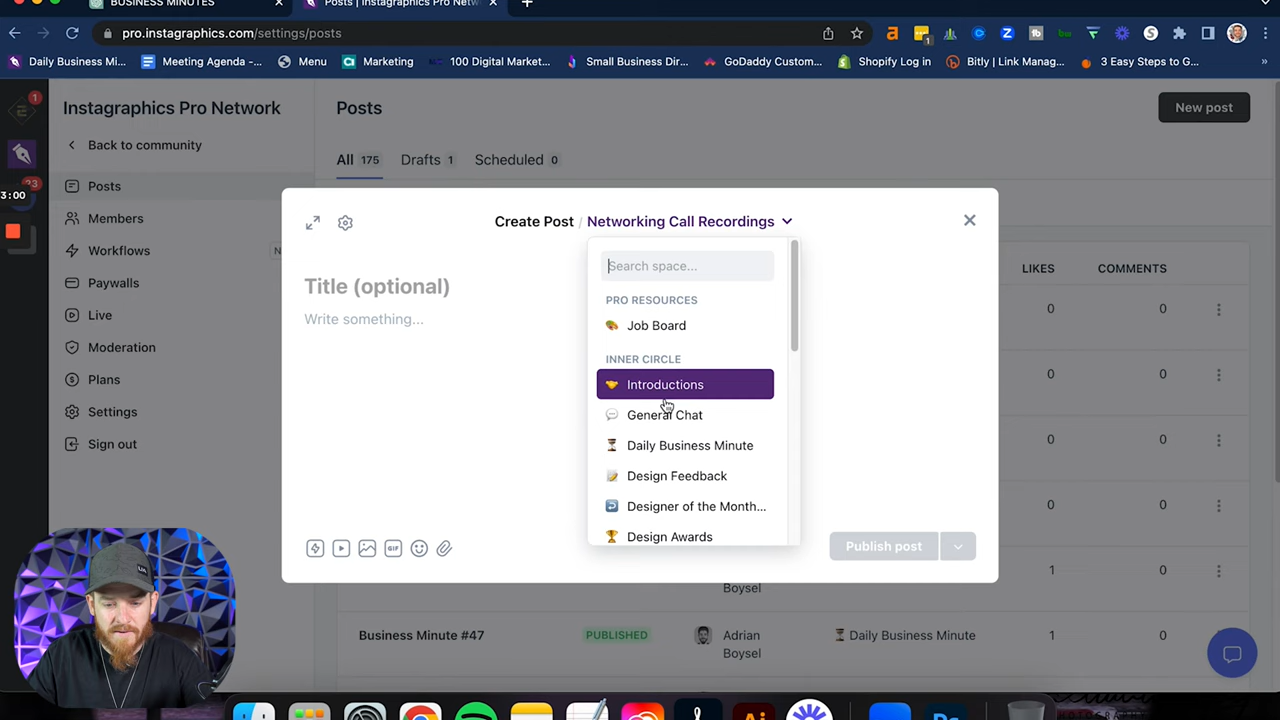 BUSINESS MINUTES
Posts | Instagraphics Pro Netw
pro.instagraphics.com/settings/posts
Daily Business Mi...
Meeting Agenda -...
Menu
Marketing
100 Digital Market...
Small Business Dir...
GoDaddy Custom...
Shopify Log in
Bitly | Link Manag...
3 Easy Steps to G...
Instagraphics Pro Network
Back to community
Posts
Members
Workflows
N
Paywalls
Live
Moderation
Plans
Settings
Sign out
1
23
3:00
Posts
New post
All 175
Drafts 1
Scheduled 0
Create Post / Networking Call Recordings
Title (optional)
Write something...
Search space...
PRO RESOURCES
Job Board
INNER CIRCLE
Introductions
General Chat
Daily Business Minute
Design Feedback
Designer of the Month...
Design Awards
GIF
Publish post
LIKES COMMENTS
0 0
0 0
0 0
0 0
1 0
Boysel
Business Minute #47 PUBLISHED Adrian Boysel Daily Business Minute 1 0